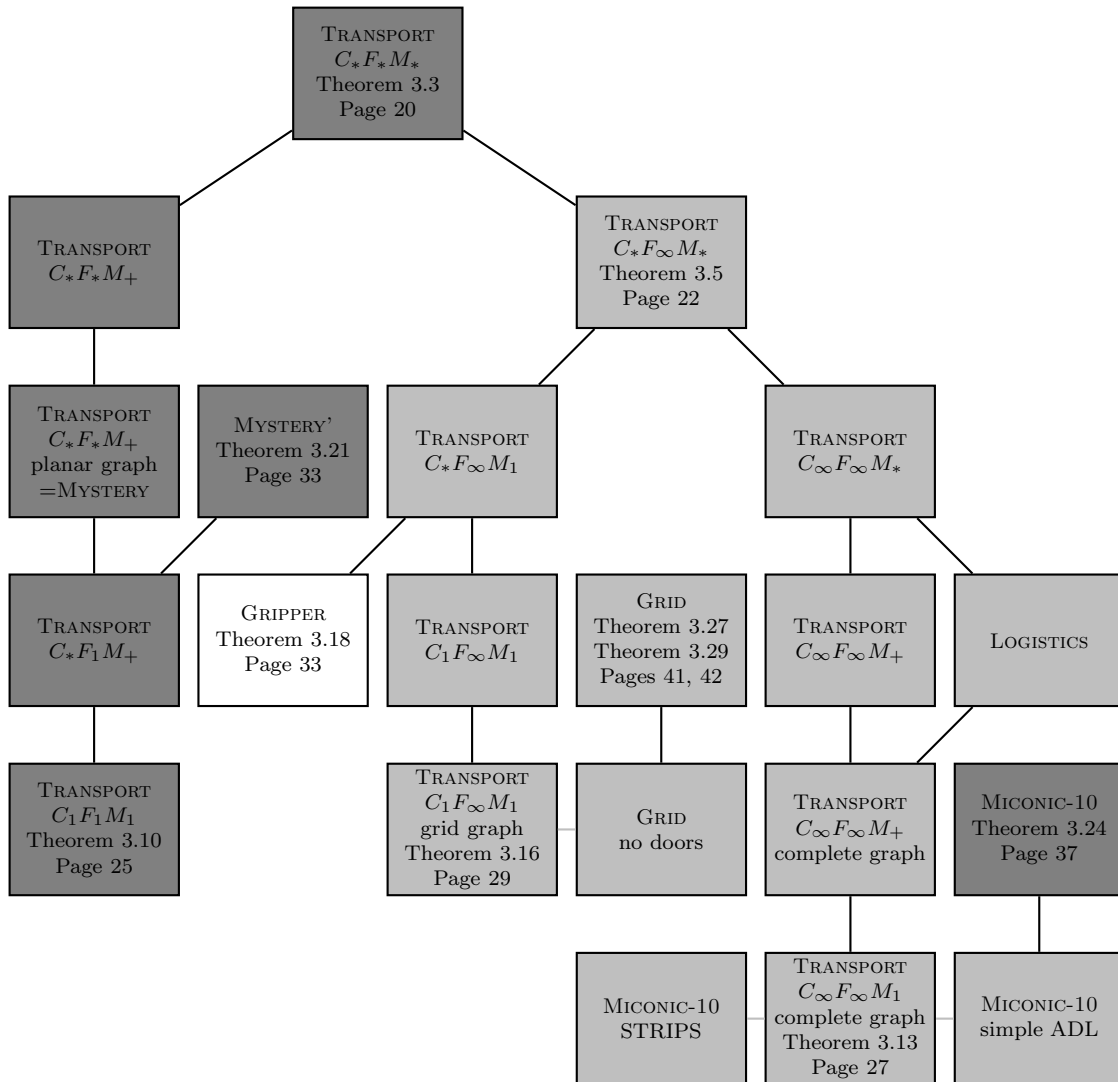 TRANSPORT
C∗F∗M∗
Theorem 3.3
Page 20
TRANSPORT
C∗F∗M₊
TRANSPORT
C∗F∞M∗
Theorem 3.5
Page 22
TRANSPORT
C∗F∗M₊
planar graph
=MYSTERY
MYSTERY’
Theorem 3.21
Page 33
TRANSPORT
C∗F∞M₁
TRANSPORT
C∞F∞M∗
TRANSPORT
C∗F₁M₊
GRIPPER
Theorem 3.18
Page 33
TRANSPORT
C₁F∞M₁
GRID
Theorem 3.27
Theorem 3.29
Pages 41, 42
TRANSPORT
C∞F∞M₊
LOGISTICS
TRANSPORT
C₁F₁M₁
Theorem 3.10
Page 25
TRANSPORT
C₁F∞M₁
grid graph
Theorem 3.16
Page 29
GRID
no doors
TRANSPORT
C∞F∞M₊
complete graph
MICONIC-10
Theorem 3.24
Page 37
MICONIC-10
STRIPS
TRANSPORT
C∞F∞M₁
complete graph
Theorem 3.13
Page 27
MICONIC-10
simple ADL